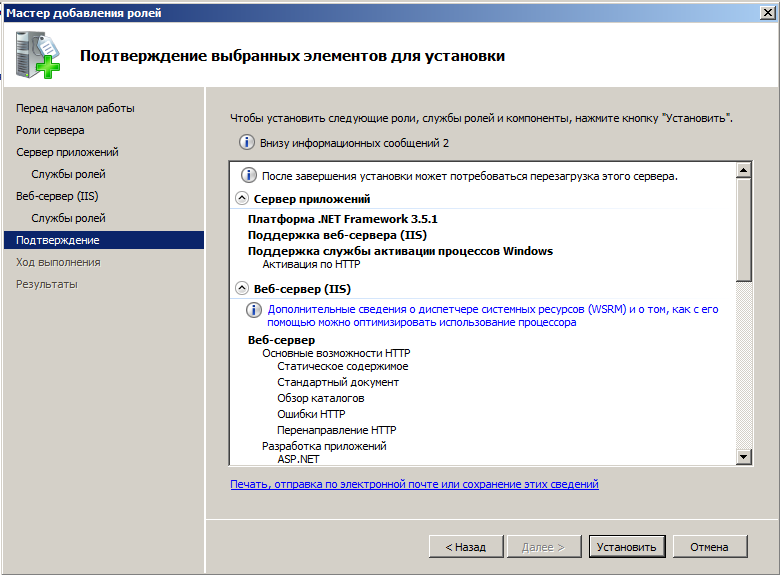 Мастер добавления ролей
Подтверждение выбранных элементов для установки
Перед началом работы
Роли сервера
Сервер приложений
Службы ролей
Веб-сервер (IIS)
Службы ролей
Подтверждение
Ход выполнения
Результаты
Чтобы установить следующие роли, службы ролей и компоненты, нажмите кнопку "Установить".
Внизу информационных сообщений 2
После завершения установки может потребоваться перезагрузка этого сервера.
Сервер приложений
Платформа .NET Framework 3.5.1
Поддержка веб-сервера (IIS)
Поддержка службы активации процессов Windows
Активация по HTTP
Веб-сервер (IIS)
Дополнительные сведения о диспетчере системных ресурсов (WSRM) и о том, как с его
помощью можно оптимизировать использование процессора
Веб-сервер
Основные возможности HTTP
Статическое содержимое
Стандартный документ
Обзор каталогов
Ошибки HTTP
Перенаправление HTTP
Разработка приложений
ASP.NET
Печать, отправка по электронной почте или сохранение этих сведений
< Назад
Далее >
Установить
Отмена